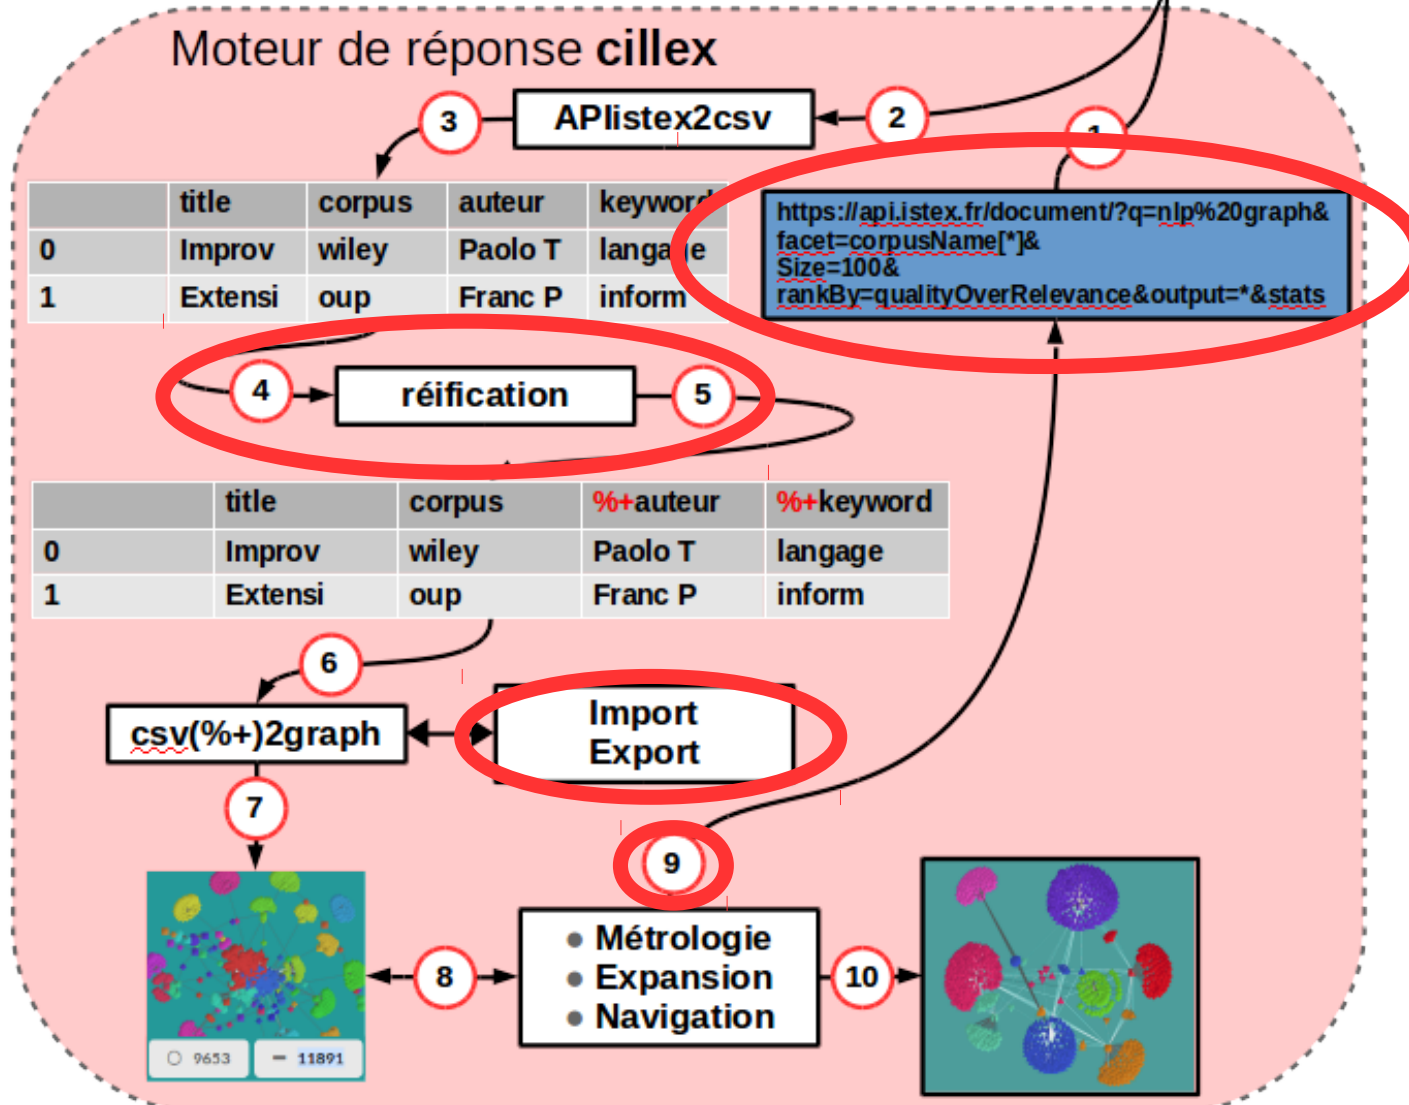 Moteur de réponse cillex
3
APIistex2csv
2
1
title corpus auteur keyword
0 Improv wiley Paolo T langage
1 Extensi oup Franc P inform
https://api.istex.fr/document/?q=nlp%20graph&
facet=corpusName[*]&
Size=100&
rankBy=qualityOverRelevance&output=*&stats
4
réification
5
title corpus %+auteur %+keyword
0 Improv wiley Paolo T langage
1 Extensi oup Franc P inform
6
csv(%+)2graph
Import
Export
7
9
8
● Métrologie
● Expansion
● Navigation
10
9653 11891